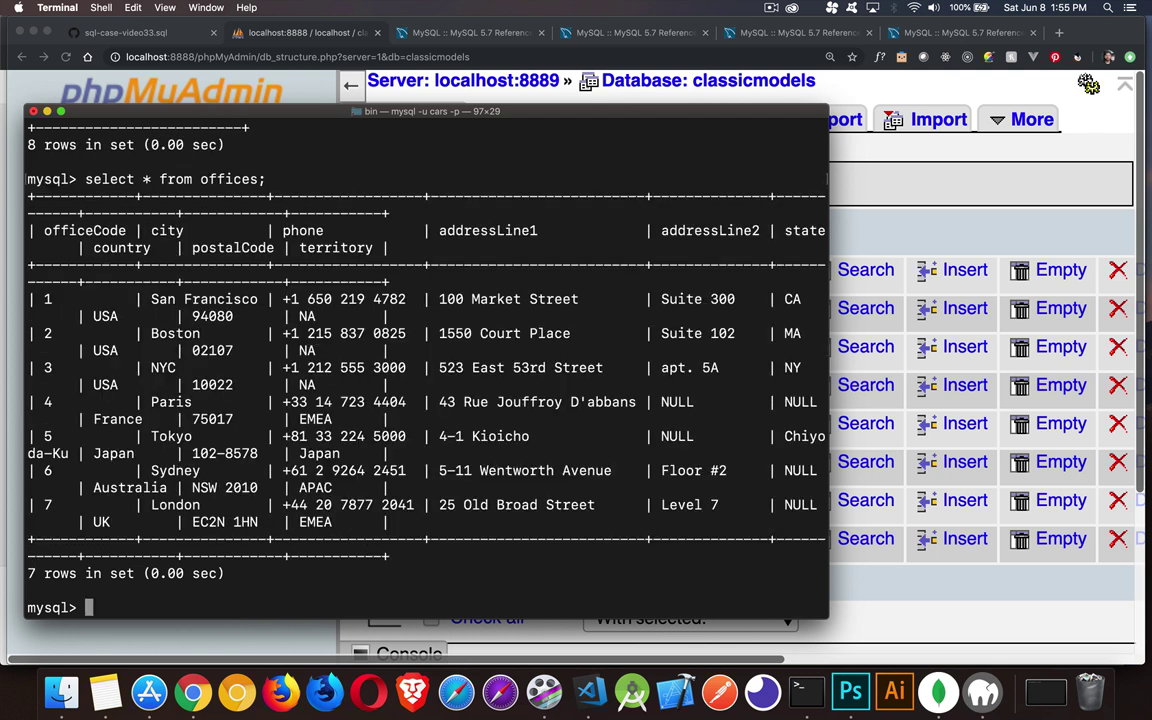 Terminal Shell Edit View Window Help 100% Sat Jun 8 1:55 PM
sql-case-video33.sql localhost:8888 / localhost / cl MySQL :: MySQL 5.7 Referenc MySQL :: MySQL 5.7 Referenc MySQL :: MySQL 5.7 Referenc MySQL :: MySQL 5.7 Referenc
localhost:8888/phpMyAdmin/db_structure.php?server=1&db=classicmodels
phpMyAdmin
Server: localhost:8889 » Database: classicmodels
bin — mysql -u cars -p — 97×29
port Import More
+-------------------------+
8 rows in set (0.00 sec)
mysql> select * from offices;
| officeCode | city | phone | addressLine1 | addressLine2 | state
| country | postalCode | territory |
| 1 | San Francisco | +1 650 219 4782 | 100 Market Street | Suite 300 | CA
| USA | 94080 | NA |
| 2 | Boston | +1 215 837 0825 | 1550 Court Place | Suite 102 | MA
| USA | 02107 | NA |
| 3 | NYC | +1 212 555 3000 | 523 East 53rd Street | apt. 5A | NY
| USA | 10022 | NA |
| 4 | Paris | +33 14 723 4404 | 43 Rue Jouffroy D'abbans | NULL | NULL
| France | 75017 | EMEA |
| 5 | Tokyo | +81 33 224 5000 | 4-1 Kioicho | NULL | Chiyo
da-Ku | Japan | 102-8578 | Japan |
| 6 | Sydney | +61 2 9264 2451 | 5-11 Wentworth Avenue | Floor #2 | NULL
| Australia | NSW 2010 | APAC |
| 7 | London | +44 20 7877 2041 | 25 Old Broad Street | Level 7 | NULL
| UK | EC2N 1HN | EMEA |
7 rows in set (0.00 sec)
mysql>
Search Insert Empty D
Search Insert Empty D
Search Insert Empty D
Search Insert Empty D
Search Insert Empty D
Search Insert Empty D
Search Insert Empty D
Search Insert Empty D
Check all With selected:
Console
Ps Ai